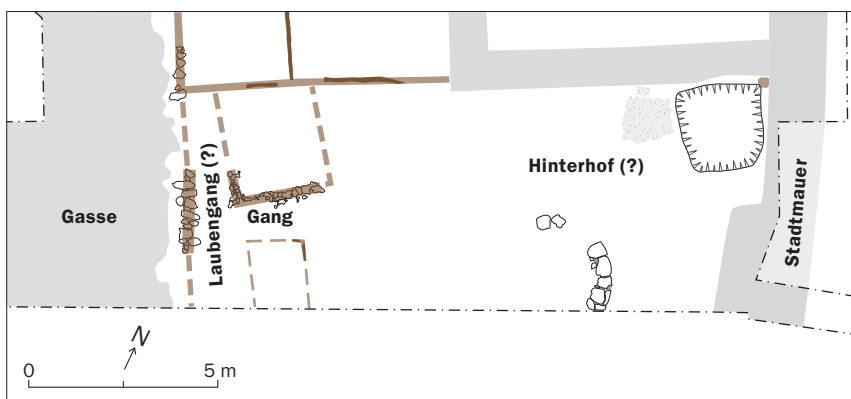 Gasse
Laubengang (?)
Gang
Hinterhof (?)
Stadtmauer
N
0 5 m